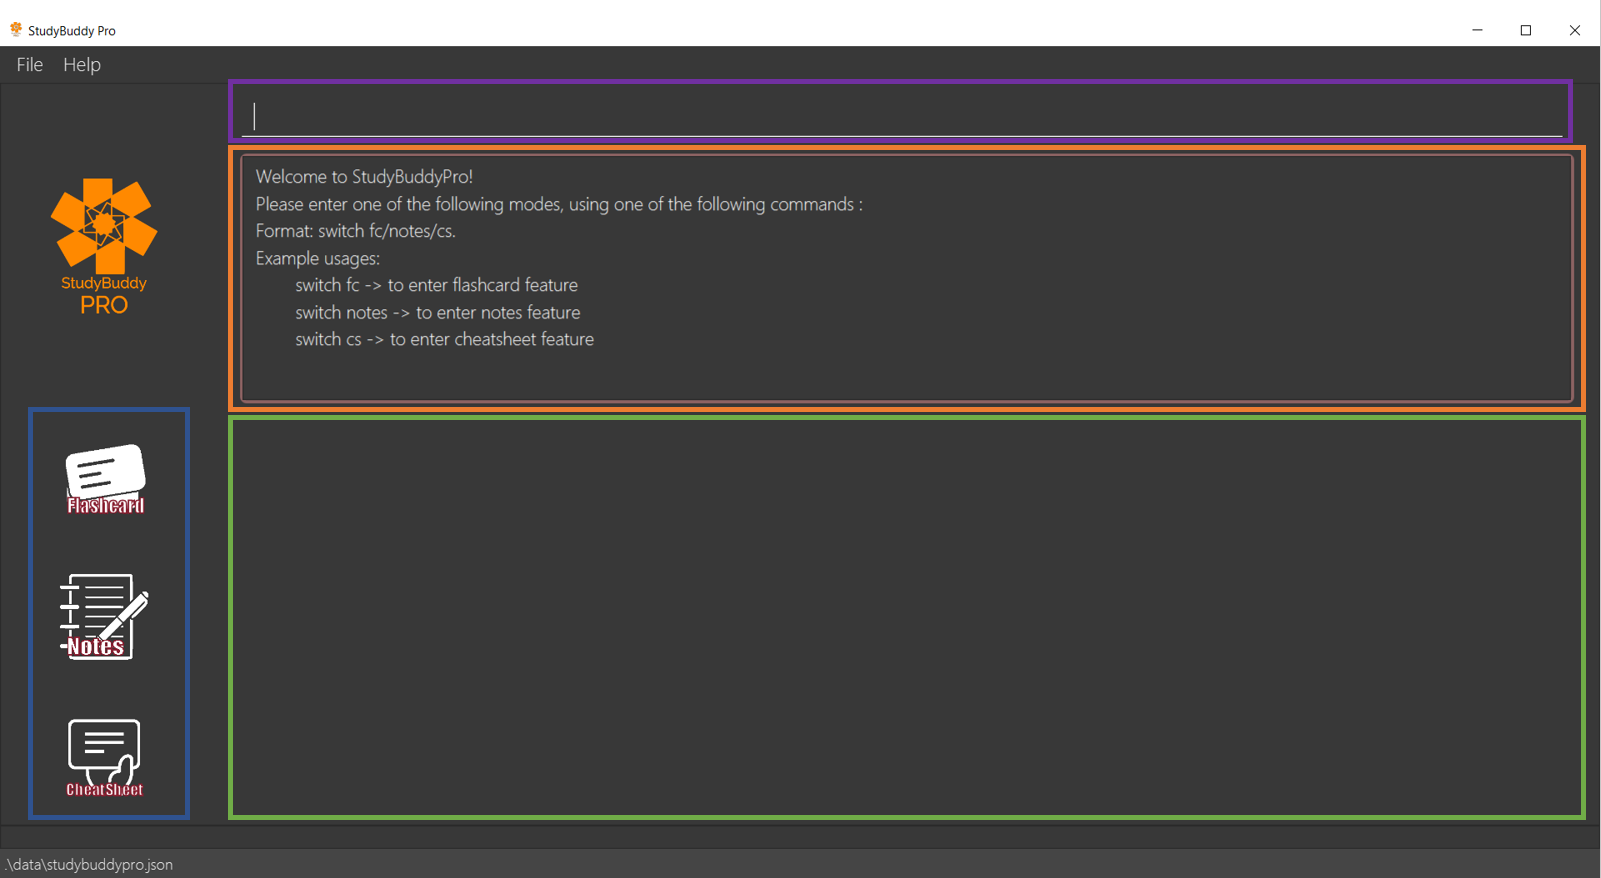 StudyBuddy Pro
File Help
StudyBuddy
PRO
Welcome to StudyBuddyPro!
Please enter one of the following modes, using one of the following commands :
Format: switch fc/notes/cs.
Example usages:
switch fc -> to enter flashcard feature
switch notes -> to enter notes feature
switch cs -> to enter cheatsheet feature
Flashcard
Notes
CheatSheet
.\data\studybuddypro.json